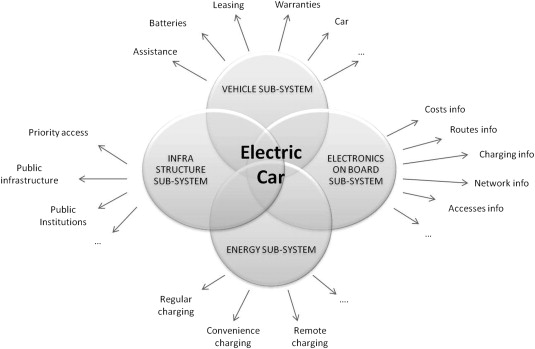 Leasing
Warranties
Batteries
Car
Assistance
...
VEHICLE SUB-SYSTEM
Costs info
Routes info
Priority access
Charging info
Public
infrastructure
INFRA
STRUCTURE
SUB-SYSTEM
Electric
Car
ELECTRONICS
ON BOARD
SUB-SYSTEM
Network info
Accesses info
Public
Institutions
...
...
ENERGY SUB-SYSTEM
Regular
charging
....
Convenience
charging
Remote
charging